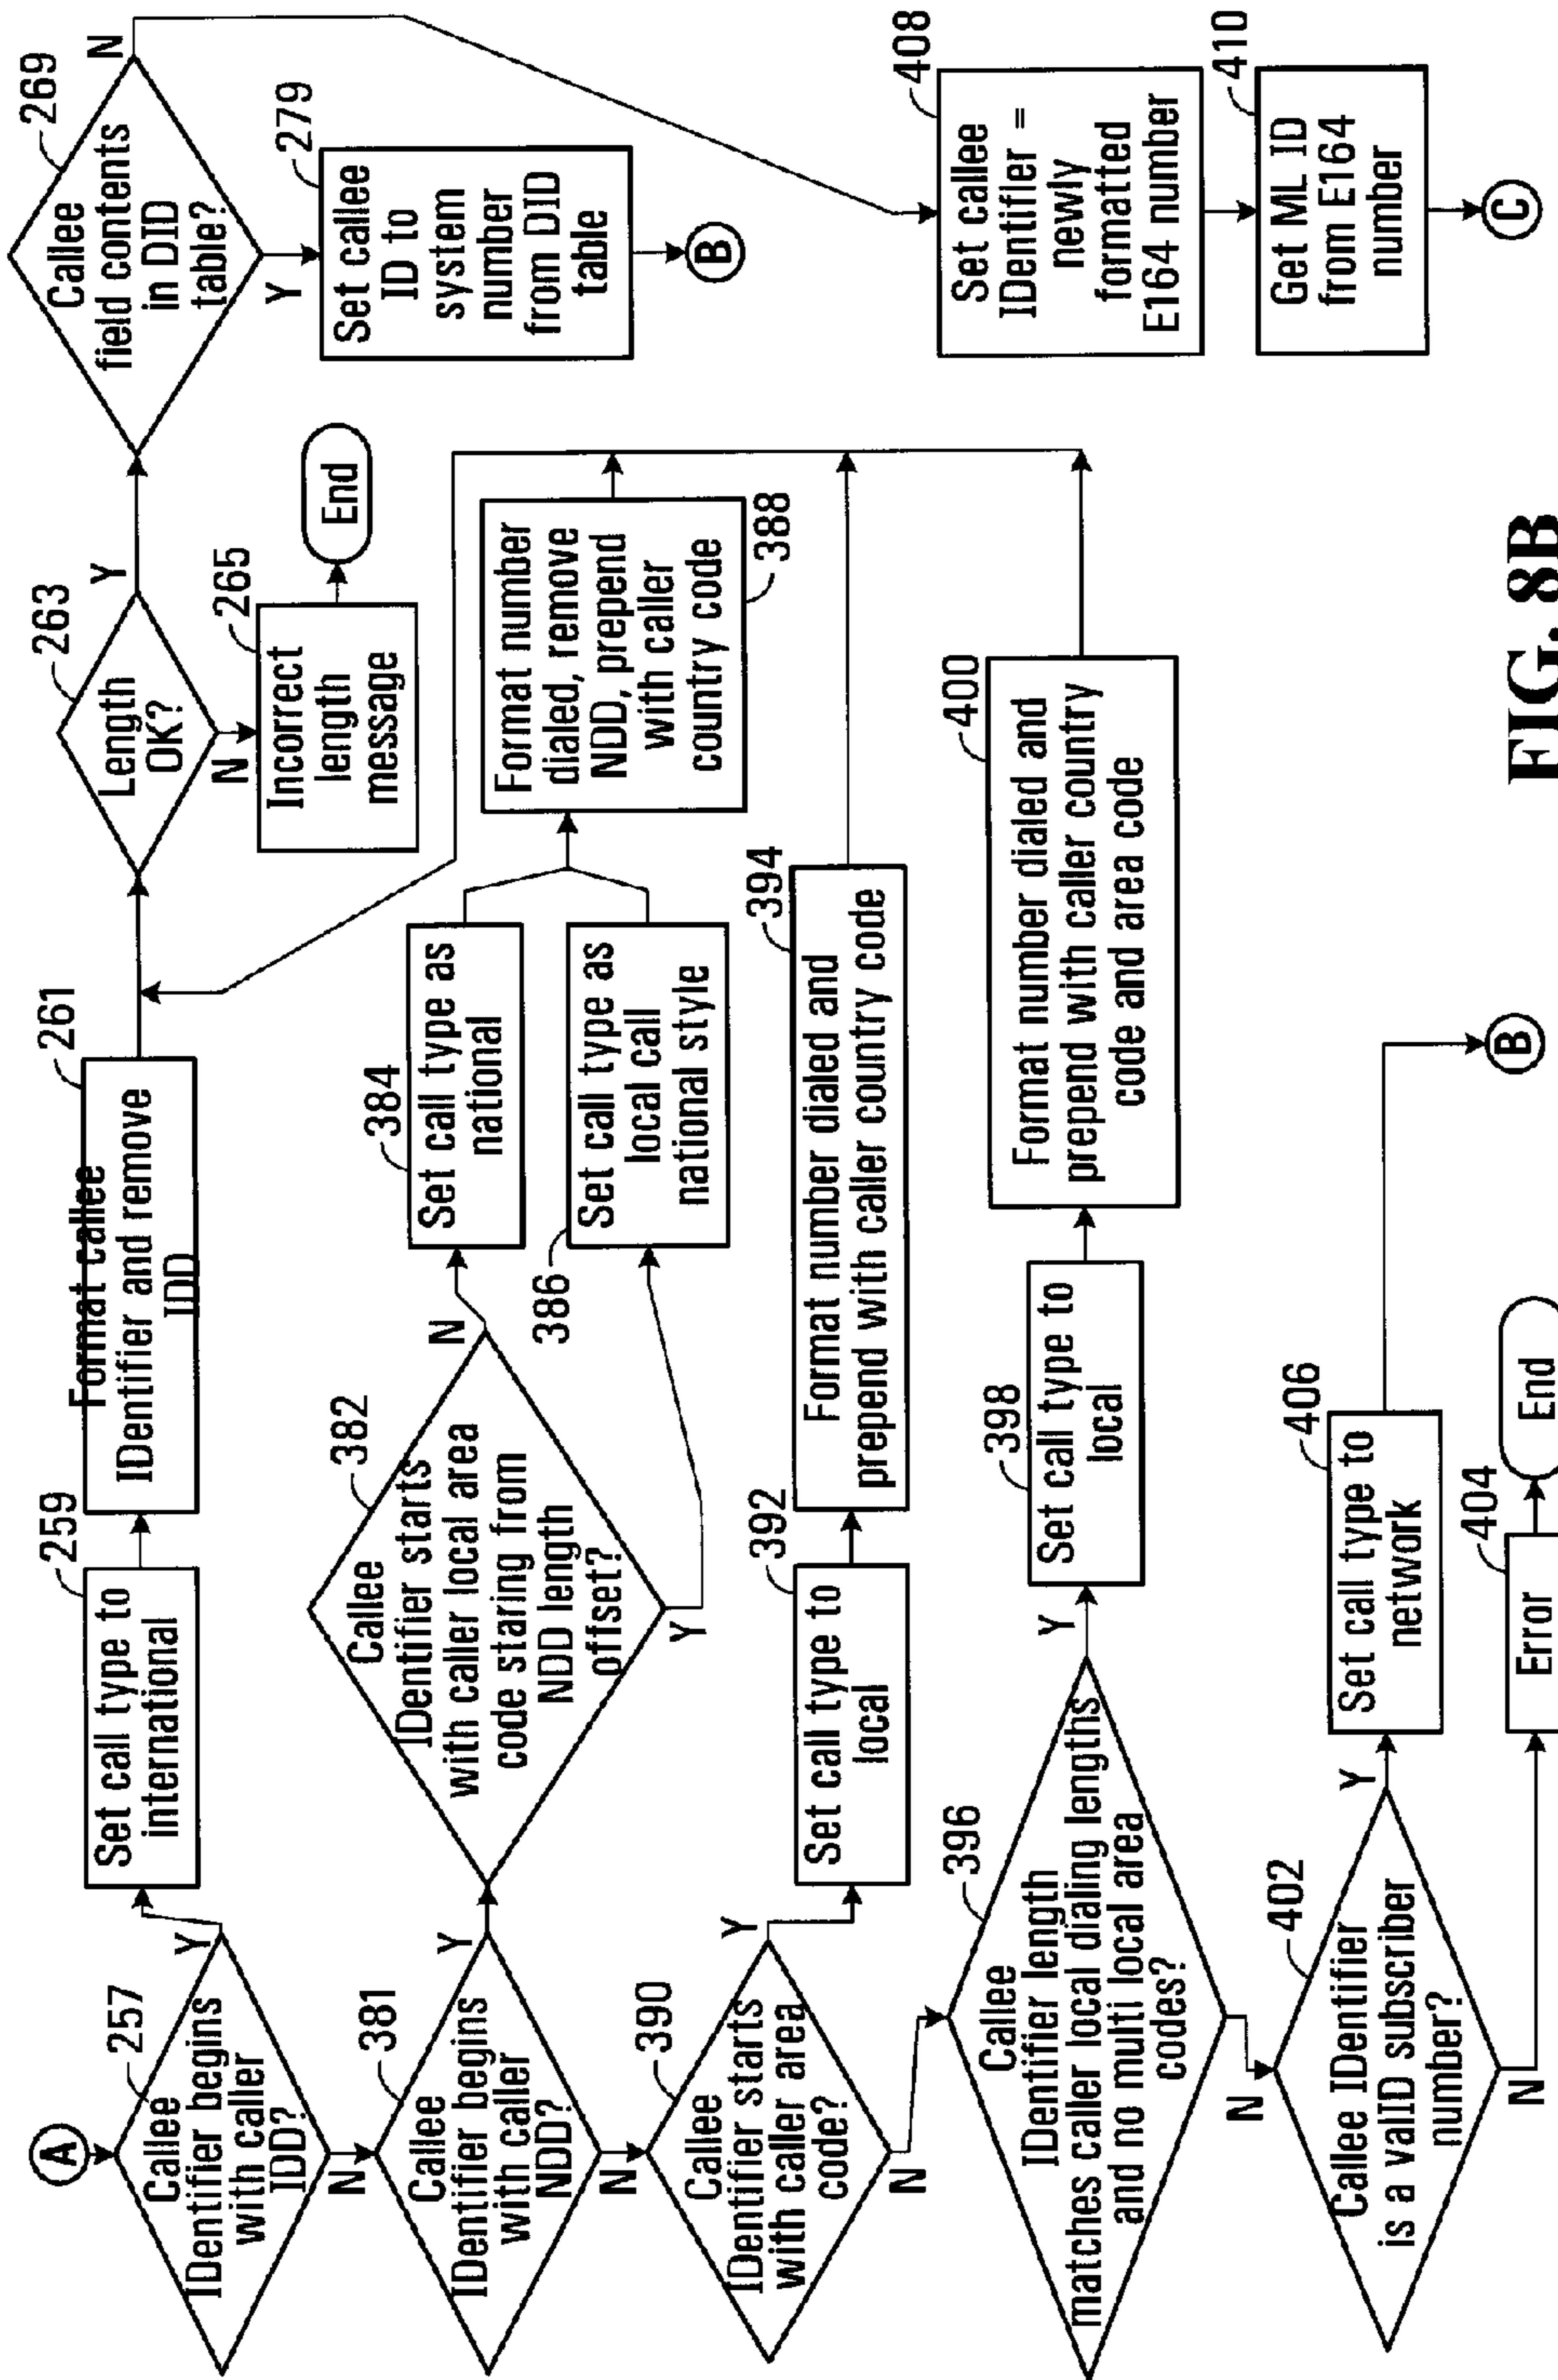 A
257
Callee
IDentifier begins
with caller
IDD?
Y
N
259
Set call type to
international
261
Format callee
IDentifier and remove
IDD
263
Length
OK?
Y
N
265
Incorrect
length
message
End
269
Callee
field contents
in DID
table?
N
Y
279
Set callee
ID to
system
number
from DID
table
B
381
Callee
IDentifier begins
with caller
NDD?
Y
N
382
Callee
IDentifier starts
with caller local area
code staring from
NDD length
offset?
N
Y
384
Set call type as
national
386
Set call type as
local call
national style
Format number
dialed, remove
NDD, prepend
with caller
country code
388
390
Callee
IDentifier starts
with caller area
code?
Y
N
392
Set call type to
local
394
Format number dialed and
prepend with caller country code
396
Callee
IDentifier length
matches caller local dialing lengths
and no multi local area
codes?
Y
N
398
Set call type to
local
400
Format number dialed and
prepend with caller country
code and area code
402
Callee IDentifier
is a valID subscriber
number?
Y
N
406
Set call type to
network
B
404
Error
End
408
Set callee
IDentifier =
newly
formatted
E164 number
410
Get ML ID
from E164
number
C
FIG. 8B